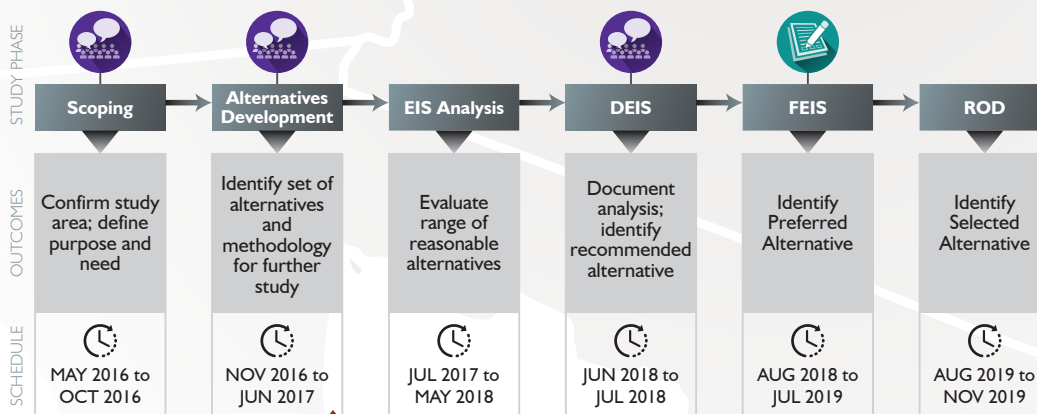 STUDY PHASE
Scoping
Alternatives
Development
EIS Analysis
DEIS
FEIS
ROD
OUTCOMES
Confirm study
area; define
purpose and
need
Identify set of
alternatives
and
methodology
for further
study
Evaluate
range of
reasonable
alternatives
Document
analysis;
identify
recommended
alternative
Identify
Preferred
Alternative
Identify
Selected
Alternative
SCHEDULE
MAY 2016 to
OCT 2016
NOV 2016 to
JUN 2017
JUL 2017 to
MAY 2018
JUN 2018 to
JUL 2018
AUG 2018 to
JUL 2019
AUG 2019 to
NOV 2019